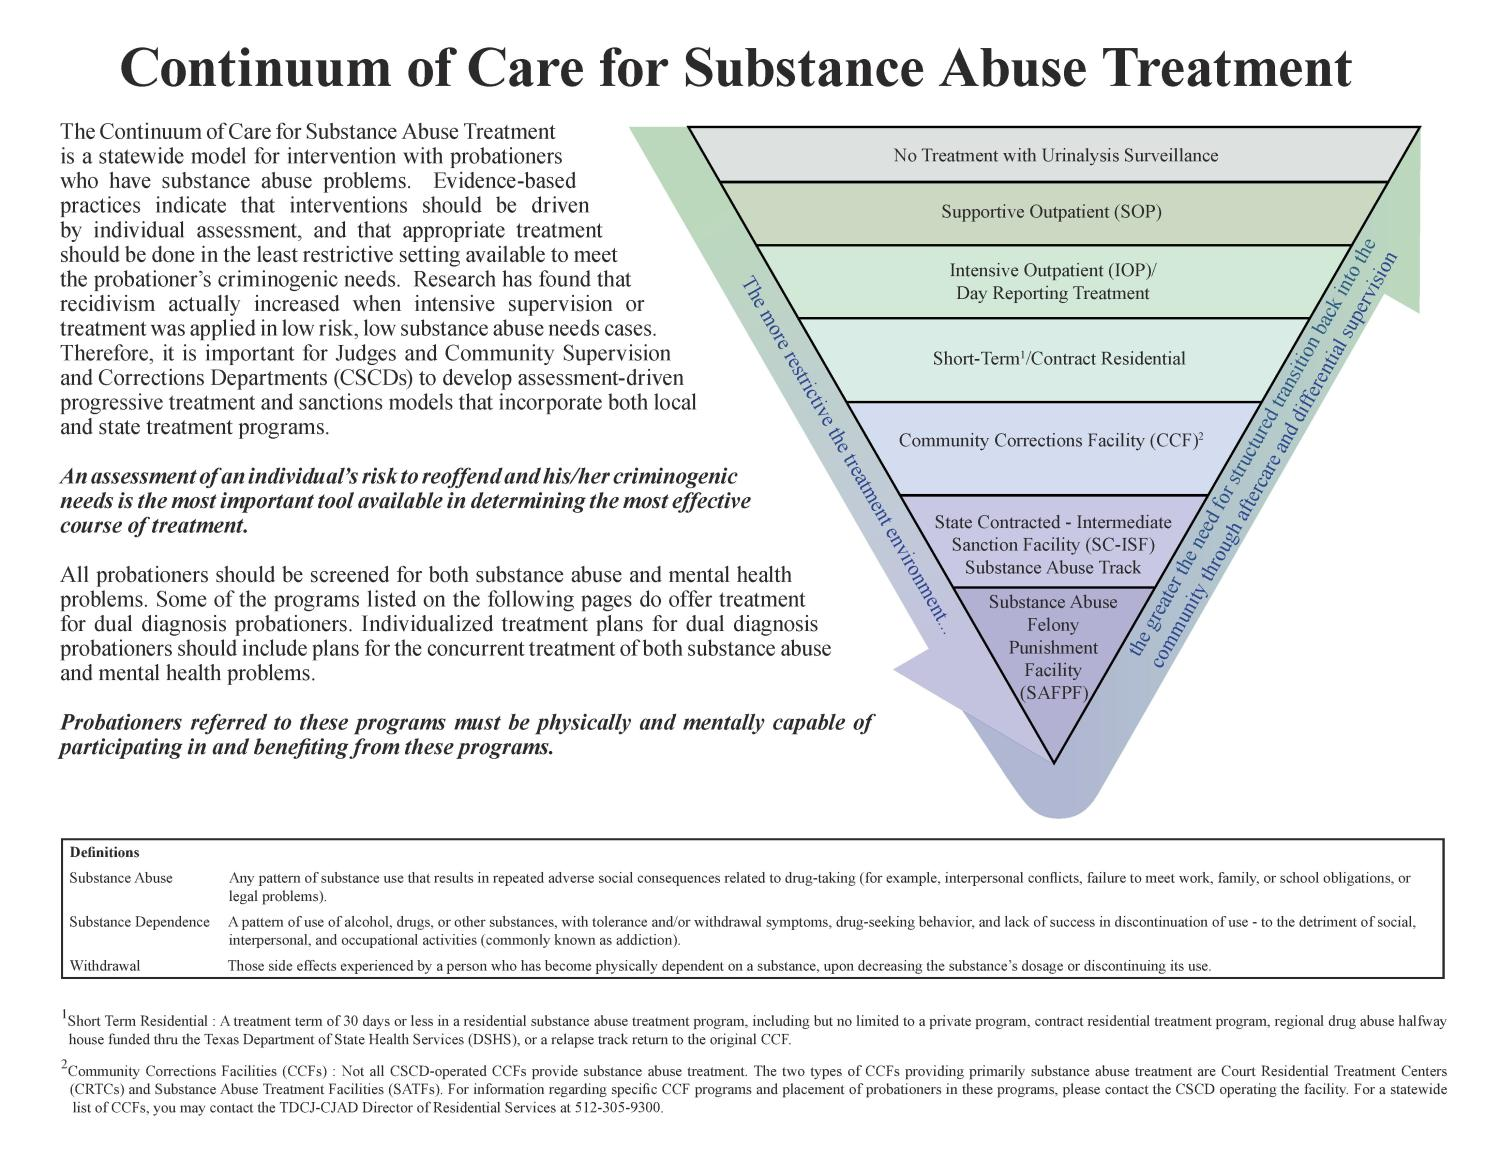 Continuum of Care for Substance Abuse Treatment
The Continuum of Care for Substance Abuse Treatment
is a statewide model for intervention with probationers
who have substance abuse problems. Evidence-based
practices indicate that interventions should be driven
by individual assessment, and that appropriate treatment
should be done in the least restrictive setting available to meet
the probationer's criminogenic needs. Research has found that
recidivism actually increased when intensive supervision or
treatment was applied in low risk, low substance abuse needs cases.
Therefore, it is important for Judges and Community Supervision
and Corrections Departments (CSCDs) to develop assessment-driven
progressive treatment and sanctions models that incorporate both local
and state treatment programs.
An assessment of an individual's risk to reoffend and his/her criminogenic
needs is the most important tool available in determining the most effective
course of treatment.
All probationers should be screened for both substance abuse and mental health
problems. Some of the programs listed on the following pages do offer treatment
for dual diagnosis probationers. Individualized treatment plans for dual diagnosis
probationers should include plans for the concurrent treatment of both substance abuse
and mental health problems.
Probationers referred to these programs must be physically and mentally capable of
participating in and benefiting from these programs.
No Treatment with Urinalysis Surveillance
Supportive Outpatient (SOP)
Intensive Outpatient (IOP)/
Day Reporting Treatment
Short-Term¹/Contract Residential
Community Corrections Facility (CCF)²
State Contracted - Intermediate
Sanction Facility (SC-ISF)
Substance Abuse Track
Substance Abuse
Felony
Punishment
Facility
(SAFPF)
The more restrictive the treatment environment...
the greater the need for structured transition back into the
community through aftercare and differential supervision
Definitions
Substance Abuse Any pattern of substance use that results in repeated adverse social consequences related to drug-taking (for example, interpersonal conflicts, failure to meet work, family, or school obligations, or
legal problems).
Substance Dependence A pattern of use of alcohol, drugs, or other substances, with tolerance and/or withdrawal symptoms, drug-seeking behavior, and lack of success in discontinuation of use - to the detriment of social,
interpersonal, and occupational activities (commonly known as addiction).
Withdrawal Those side effects experienced by a person who has become physically dependent on a substance, upon decreasing the substance's dosage or discontinuing its use.
¹Short Term Residential : A treatment term of 30 days or less in a residential substance abuse treatment program, including but no limited to a private program, contract residential treatment program, regional drug abuse halfway
house funded thru the Texas Department of State Health Services (DSHS), or a relapse track return to the original CCF.
²Community Corrections Facilities (CCFs) : Not all CSCD-operated CCFs provide substance abuse treatment. The two types of CCFs providing primarily substance abuse treatment are Court Residential Treatment Centers
(CRTCs) and Substance Abuse Treatment Facilities (SATFs). For information regarding specific CCF programs and placement of probationers in these programs, please contact the CSCD operating the facility. For a statewide
list of CCFs, you may contact the TDCJ-CJAD Director of Residential Services at 512-305-9300.